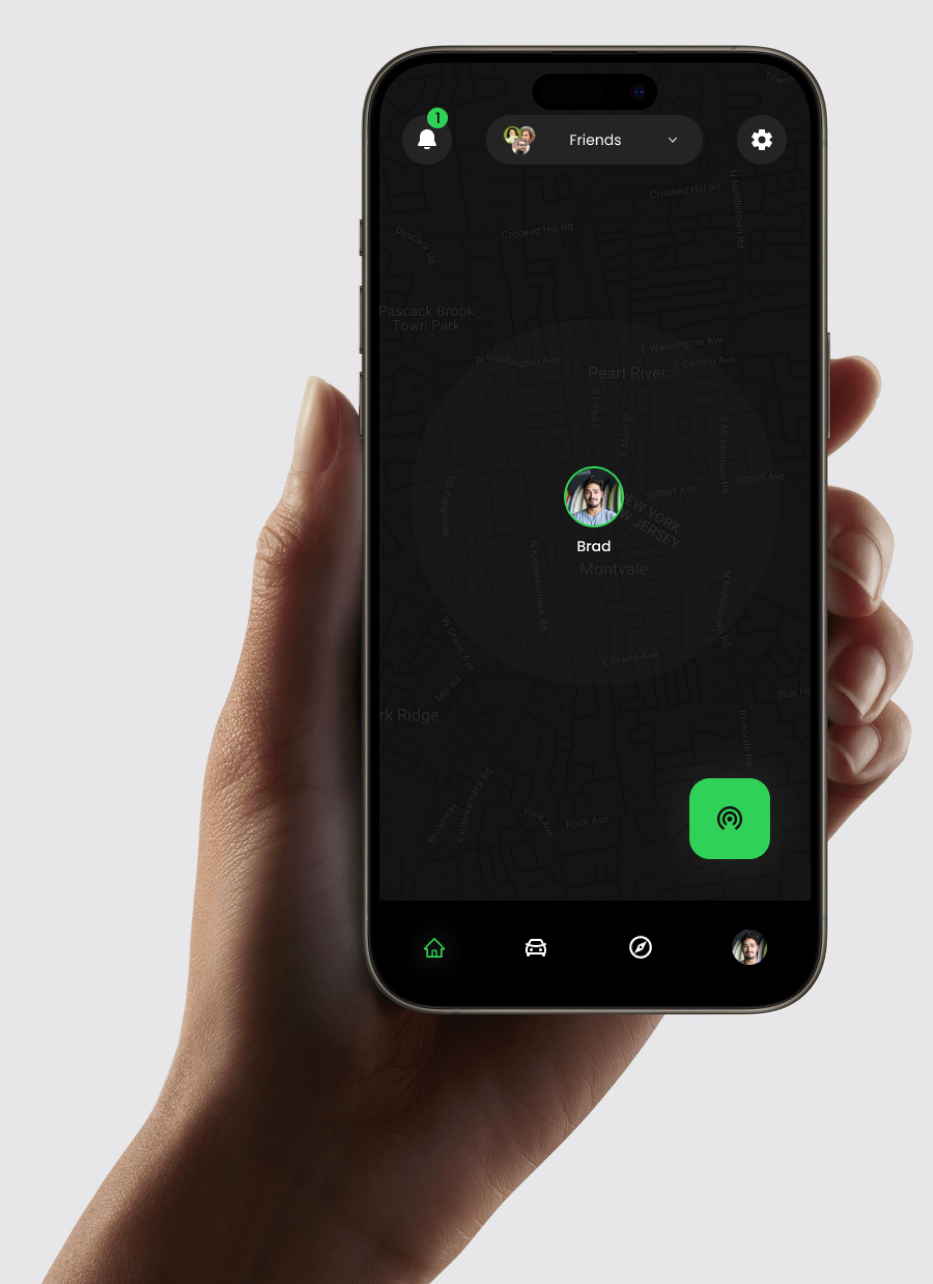 Town
1
Friends
Crooked Hill Rd
N Middletown Rd
Crooked Hill Rd
Pascack Rd
Pascack Brook
Town Park
E Washington Ave
W Washington Ave
E Central Ave
Pearl River
S Pearl St
S Main St
S Middletown Rd
Gilbert Ave
Gilbert Ave
EW YORK
W JERSEY
Brad
Montvale
N Kinderkamack Rd
N Middletown Rd
W Grand Ave
E Grand Ave
Mill Rd
Blue H
rk Ridge
Rivervale Rd
Kinderkamack Rd
Broadway
Park Ave
Rock Ave